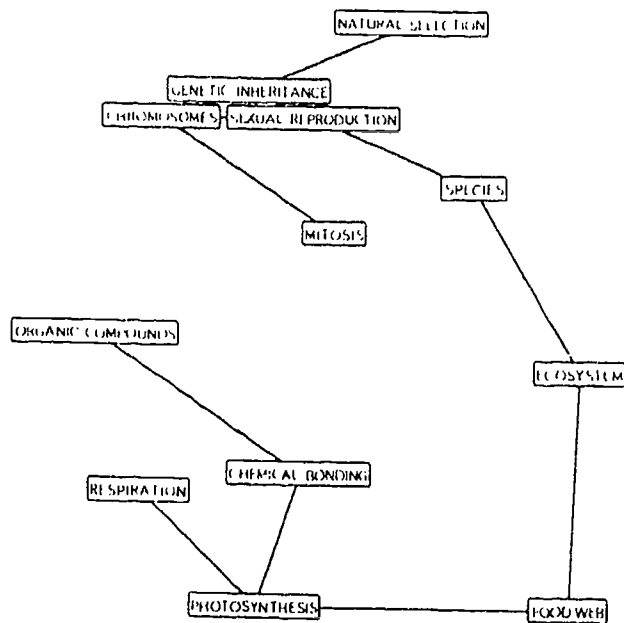 NATURAL SELECTION
GENETIC INHERITANCE
CHROMOSOMES
SEXUAL REPRODUCTION
SPECIES
MITOSIS
ORGANIC COMPOUNDS
ECOSYSTEM
CHEMICAL BONDING
RESPIRATION
PHOTOSYNTHESIS
FOOD WEB